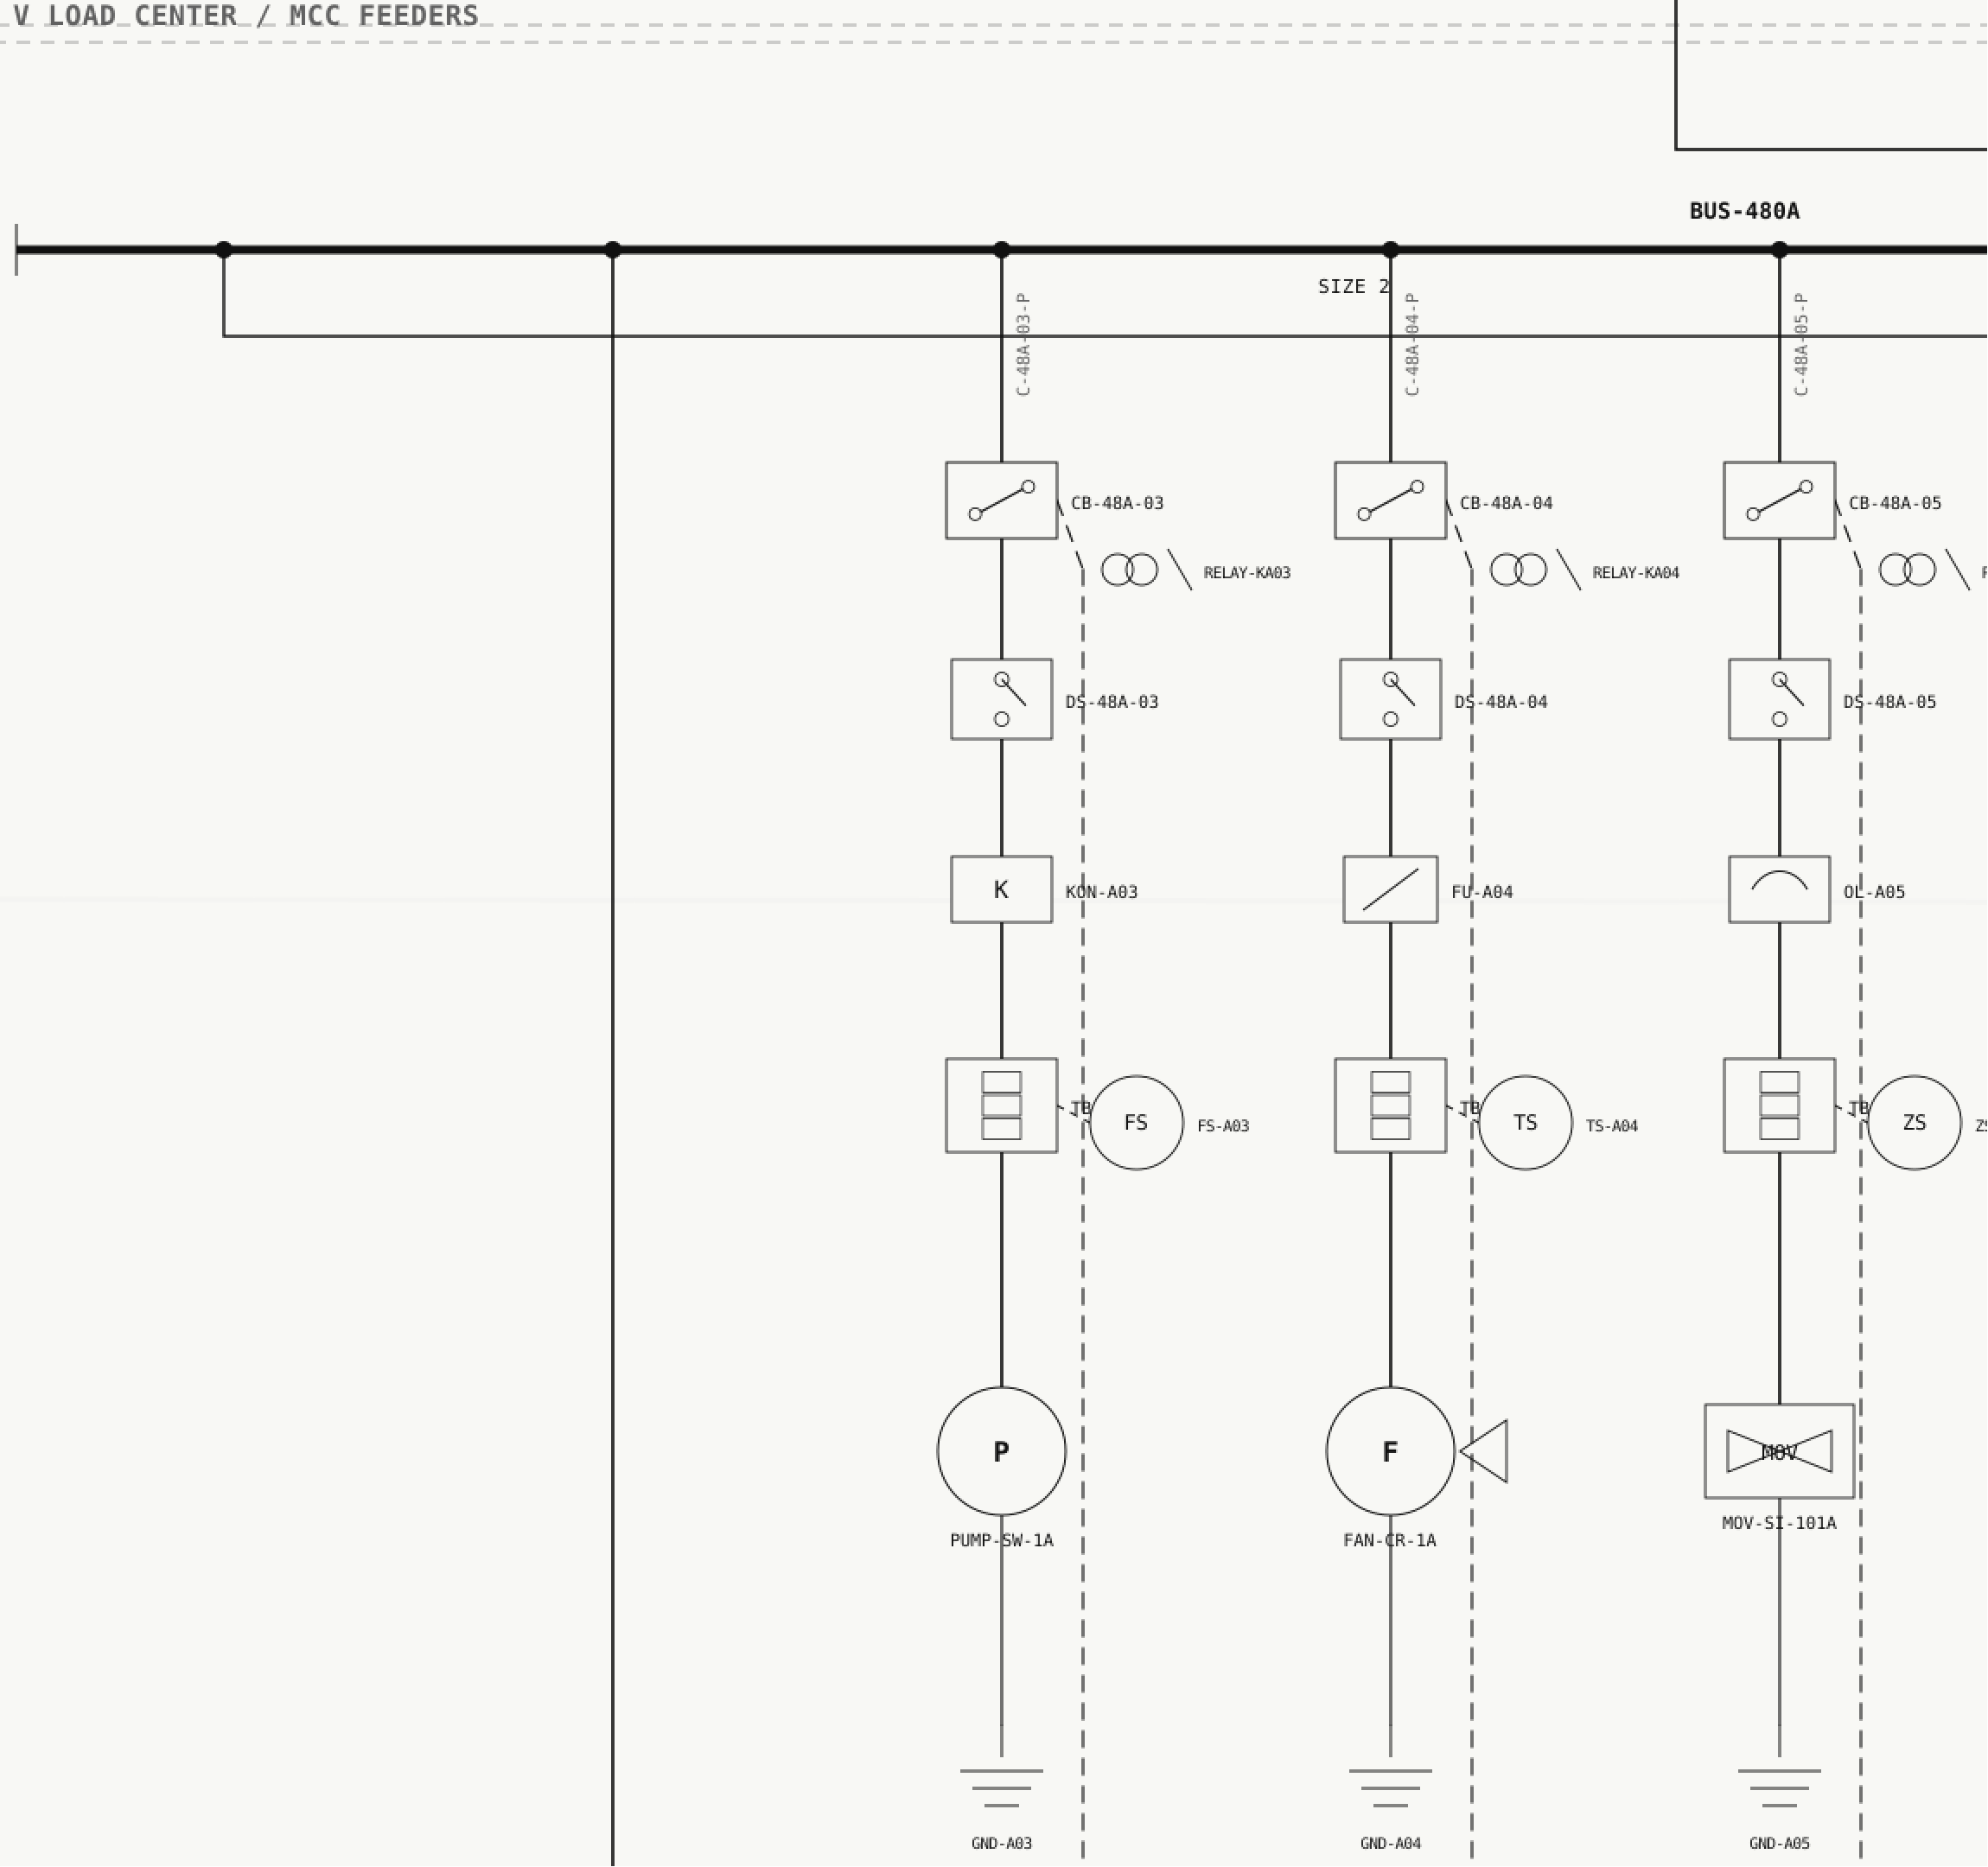 V LOAD CENTER / MCC FEEDERS
BUS-480A
SIZE 2
C-48A-03-P
C-48A-04-P
C-48A-05-P
CB-48A-03
CB-48A-04
CB-48A-05
RELAY-KA03
RELAY-KA04
DS-48A-03
DS-48A-04
DS-48A-05
K
KON-A03
FU-A04
OL-A05
TB
FS
FS-A03
TB
TS
TS-A04
TB
ZS
P
F
MOV
PUMP-SW-1A
FAN-CR-1A
MOV-SI-101A
GND-A03
GND-A04
GND-A05